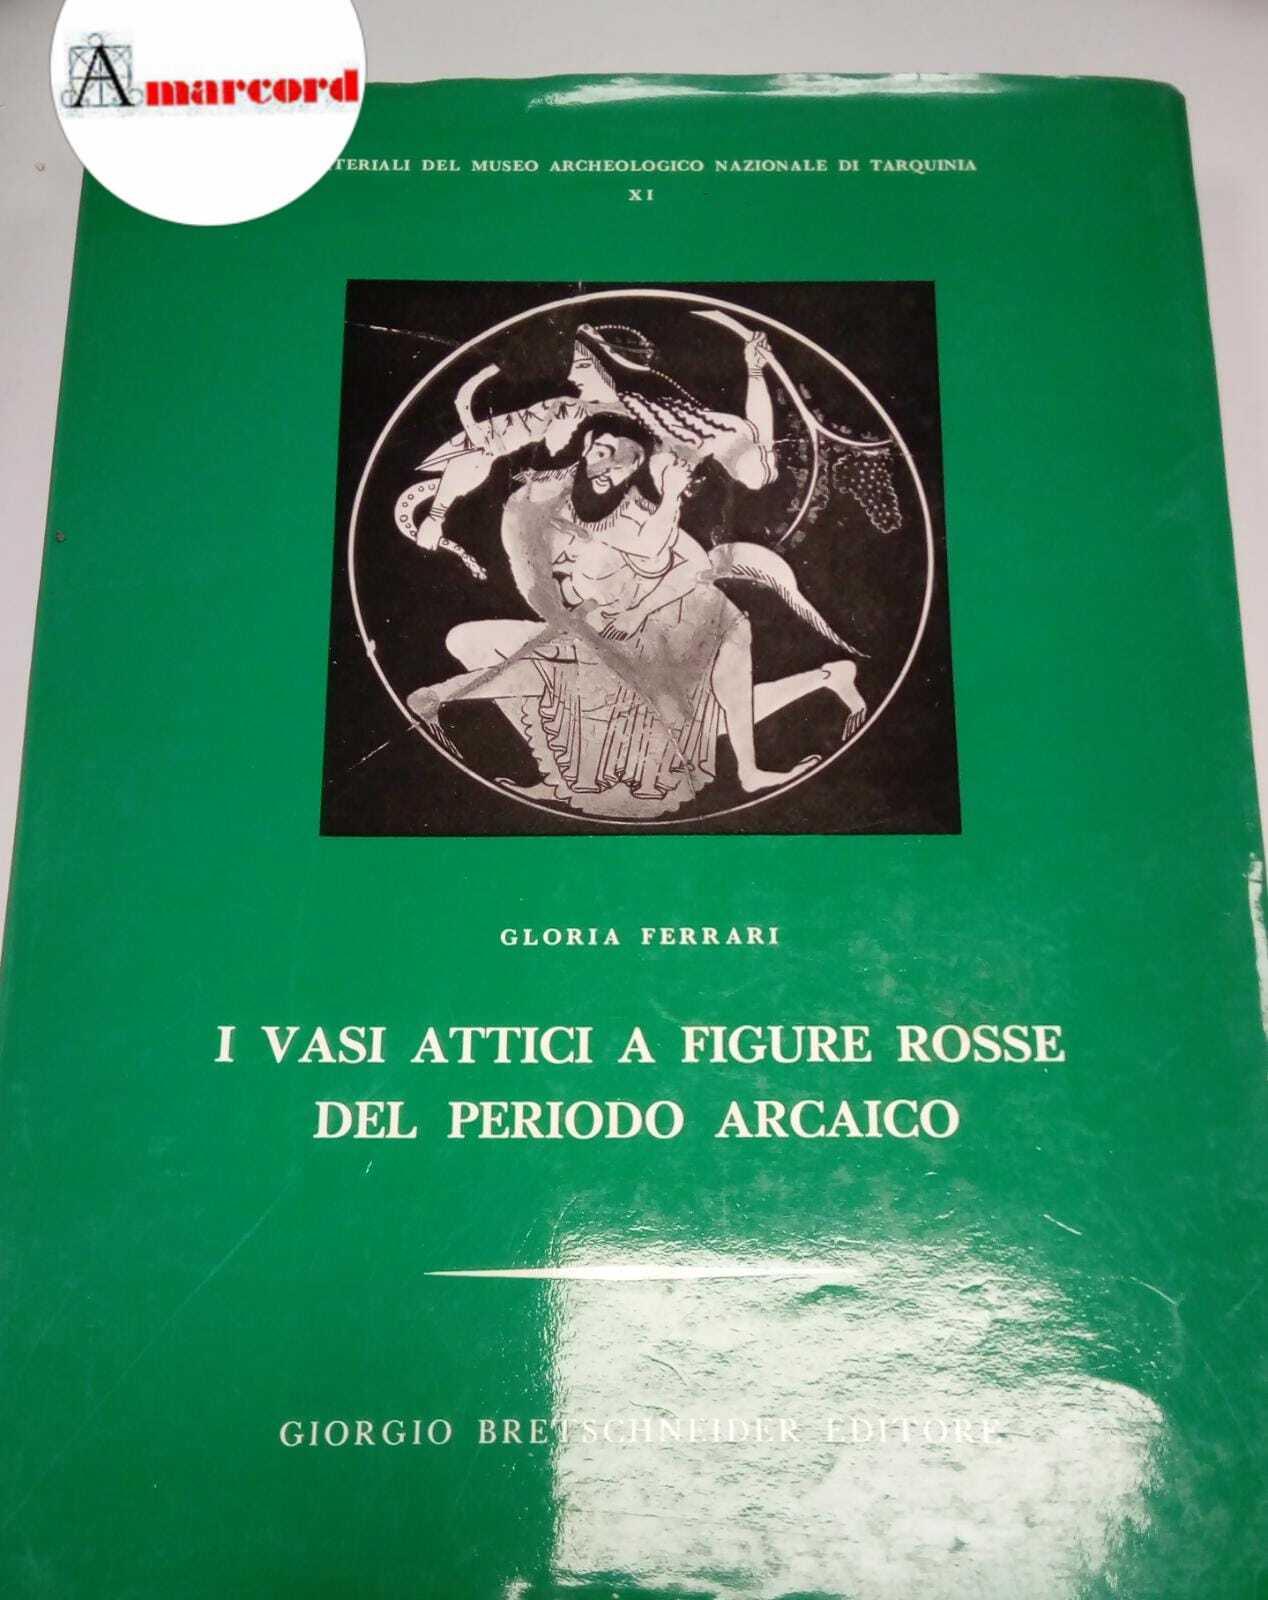 Amarcord
TERIALI DEL MUSEO ARCHEOLOGICO NAZIONALE DI TARQUINIA
XI
GLORIA FERRARI
I VASI ATTICI A FIGURE ROSSE
DEL PERIODO ARCAICO
GIORGIO BRETSCHNEIDER EDITORE